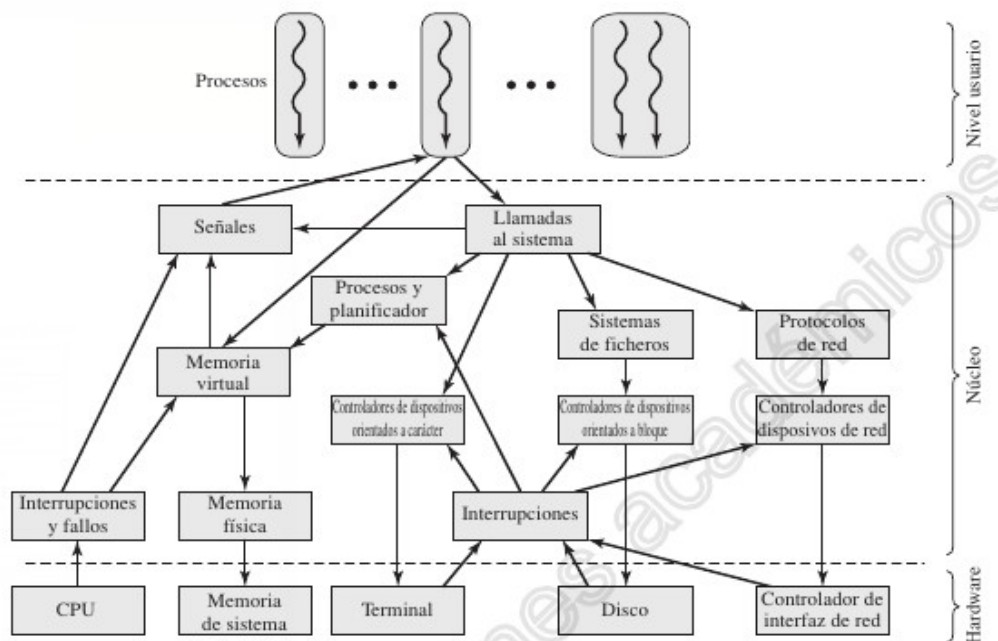 Procesos
Nivel usuario
Señales
Llamadas
al sistema
Procesos y
planificador
Sistemas
de ficheros
Protocolos
de red
Memoria
virtual
Controladores de dispositivos
orientados a carácter
Controladores de dispositivos
orientados a bloque
Controladores de
disposivos de red
Núcleo
Interrupciones
y fallos
Memoria
física
Interrupciones
CPU
Memoria
de sistema
Terminal
Disco
Controlador de
interfaz de red
Hardware
nes académicos